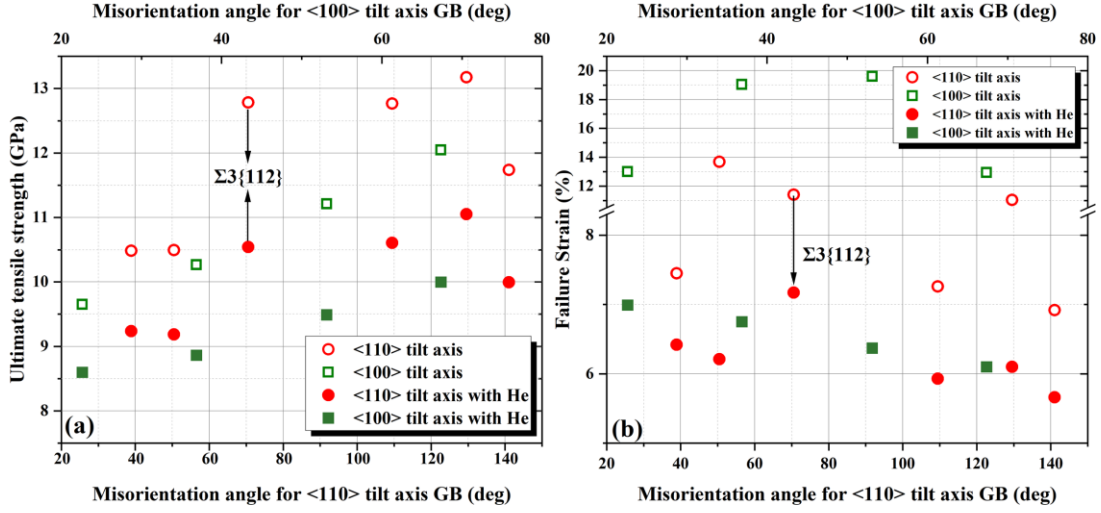 Misorientation angle for <100> tilt axis GB (deg)
20 40 60 80
Ultimate tensile strength (GPa)
13
12
11
10
9
8
Σ3{112}
<110> tilt axis
<100> tilt axis
<110> tilt axis with He
<100> tilt axis with He
(a)
20 40 60 80 100 120 140
Misorientation angle for <110> tilt axis GB (deg)
Misorientation angle for <100> tilt axis GB (deg)
20 40 60 80
Failure Strain (%)
20
19
18
17
16
15
14
13
12
8
6
<110> tilt axis
<100> tilt axis
<110> tilt axis with He
<100> tilt axis with He
Σ3{112}
(b)
20 40 60 80 100 120 140
Misorientation angle for <110> tilt axis GB (deg)